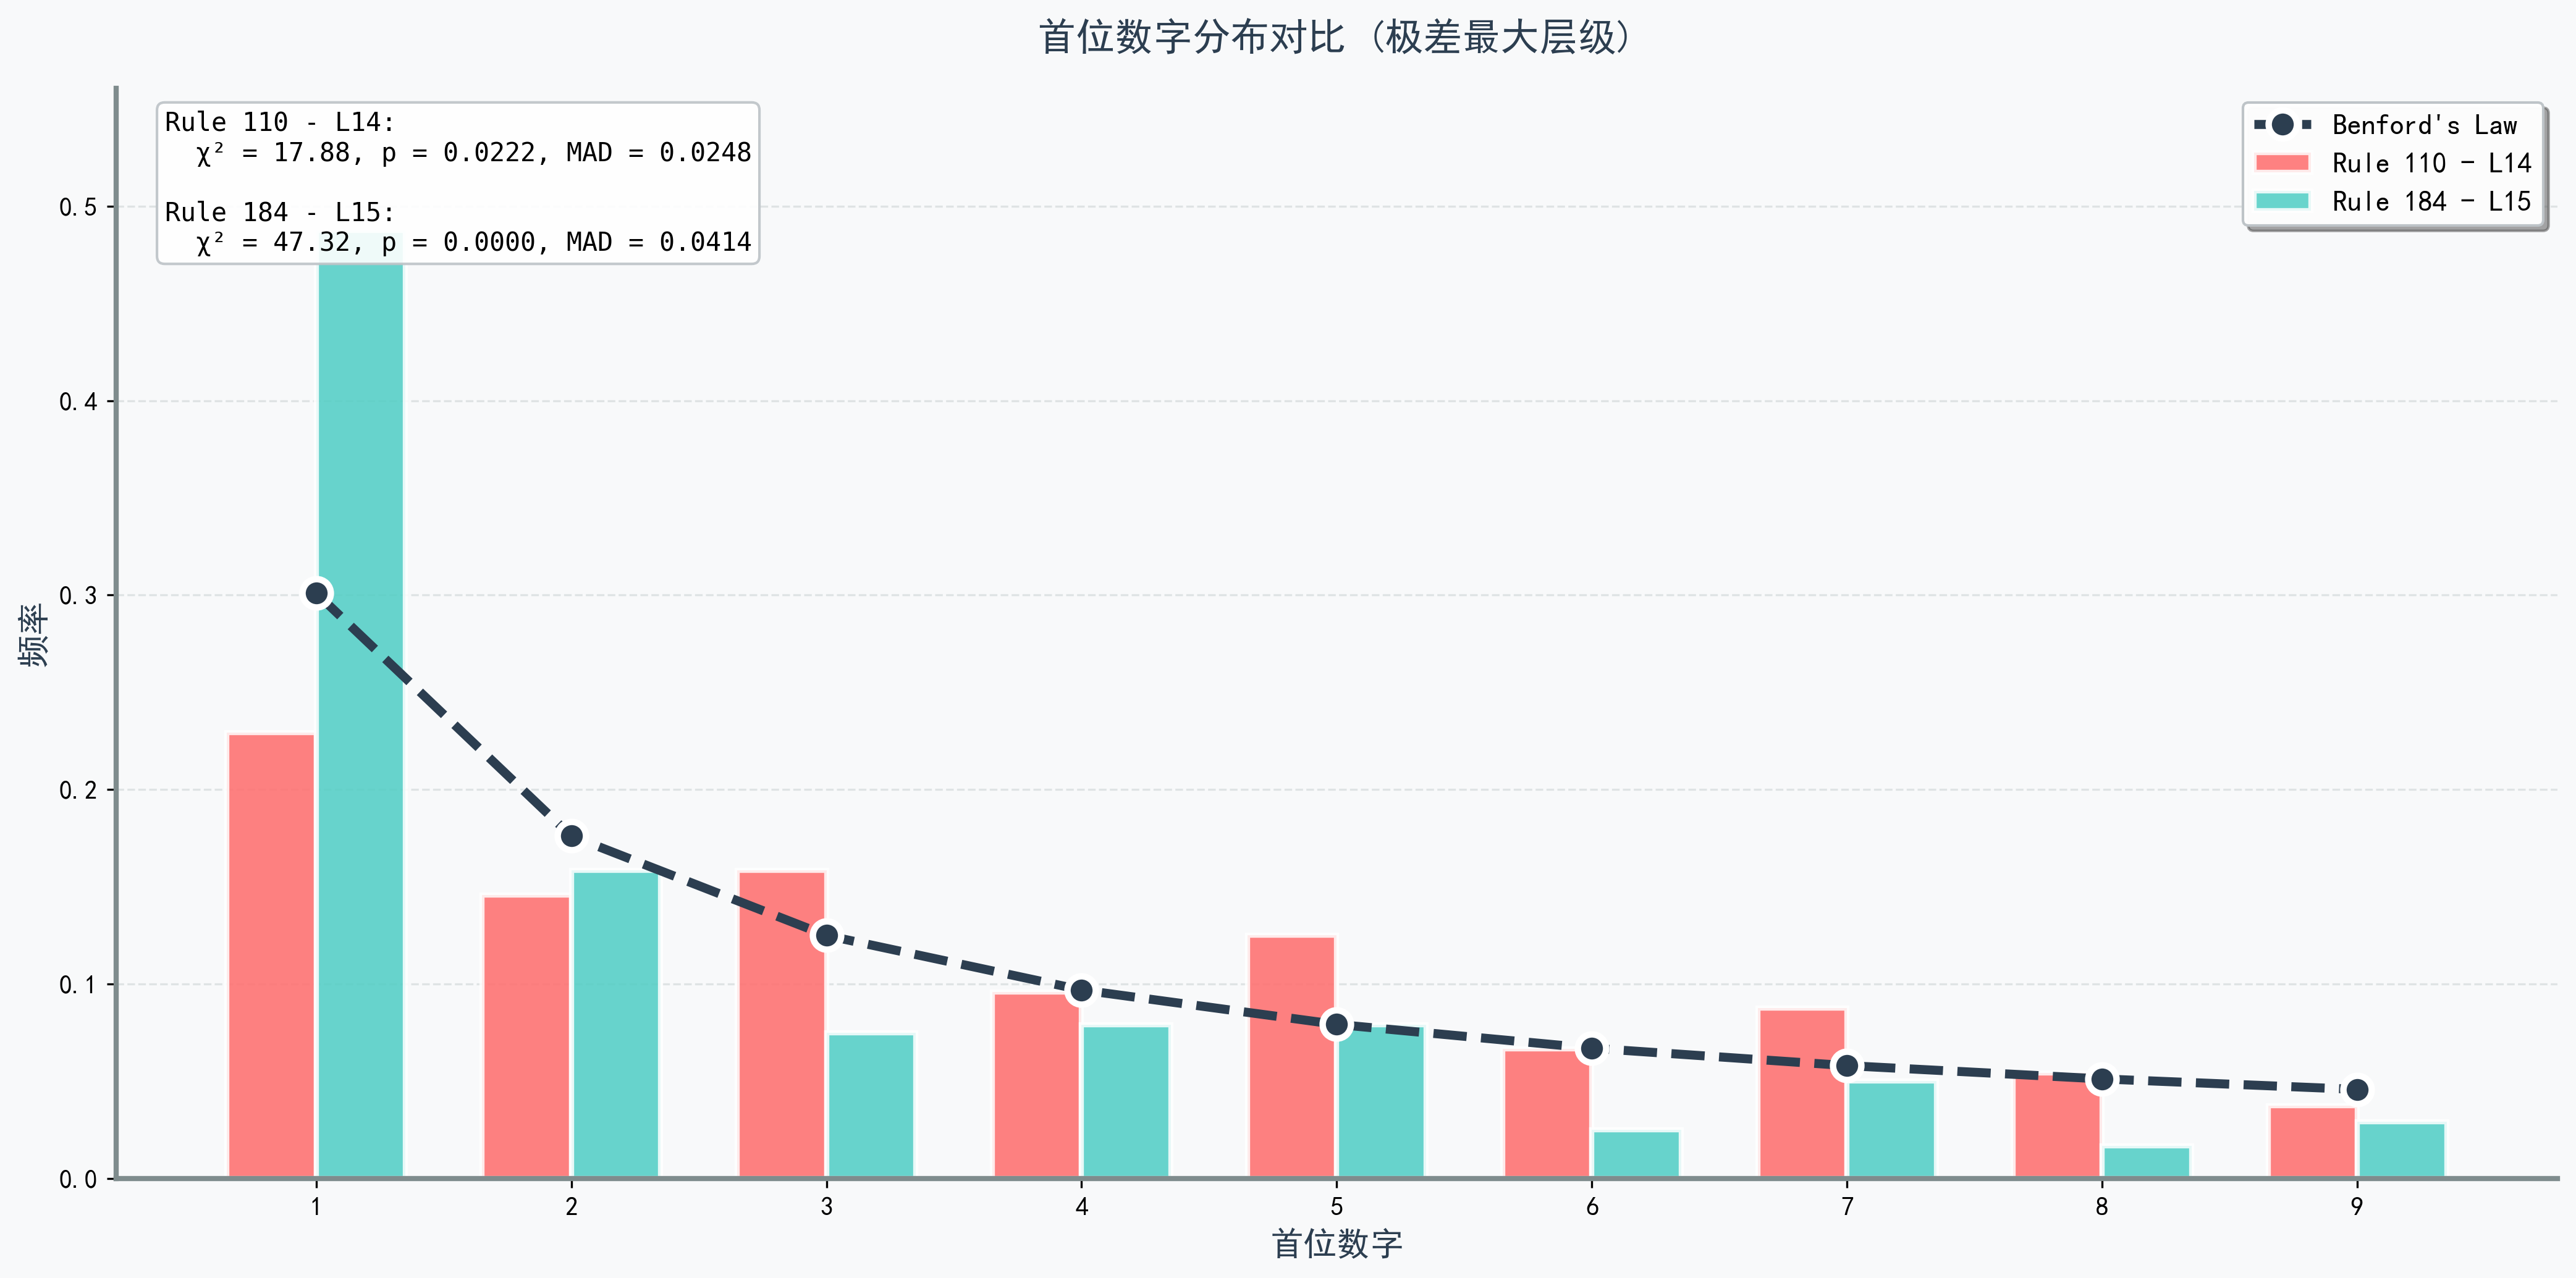 首位数字分布对比 (极差最大层级)
Rule 110 - L14:
χ² = 17.88, p = 0.0222, MAD = 0.0248
Rule 184 - L15:
χ² = 47.32, p = 0.0000, MAD = 0.0414
Benford's Law
Rule 110 - L14
Rule 184 - L15
频率
0.5
0.4
0.3
0.2
0.1
0.0
1 2 3 4 5 6 7 8 9
首位数字